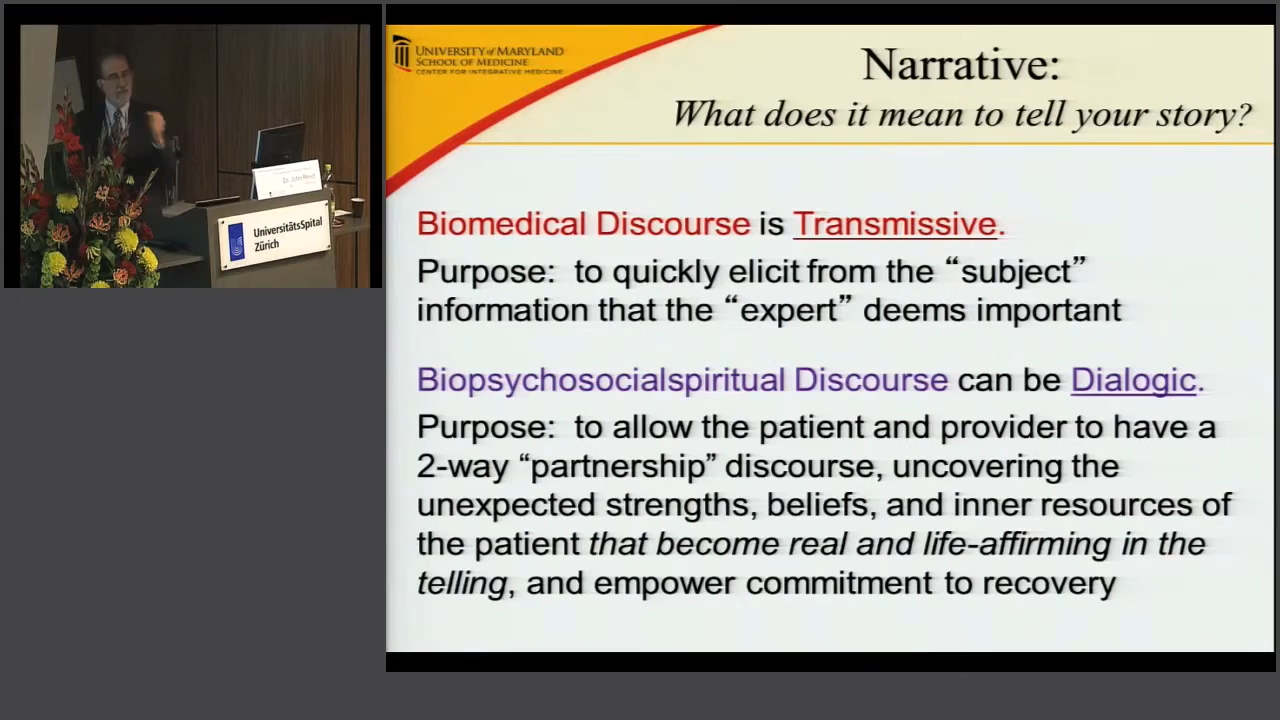 UNIVERSITY of MARYLAND
SCHOOL OF MEDICINE
CENTER FOR INTEGRATIVE MEDICINE
Narrative:
What does it mean to tell your story?
Biomedical Discourse is Transmissive.
Purpose:  to quickly elicit from the “subject”
information that the “expert” deems important
Biopsychosocialspiritual Discourse can be Dialogic.
Purpose:  to allow the patient and provider to have a
2-way “partnership” discourse, uncovering the
unexpected strengths, beliefs, and inner resources of
the patient that become real and life-affirming in the
telling, and empower commitment to recovery
Dr. John
UniversitätsSpital
Zürich